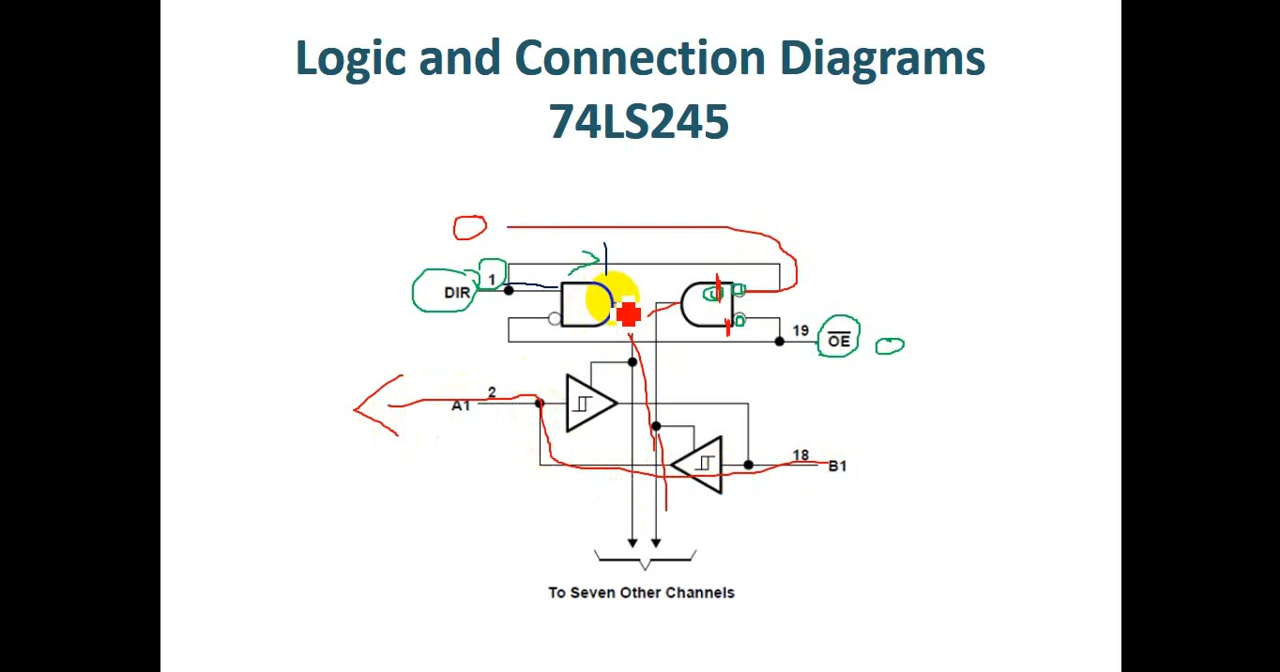 Logic and Connection Diagrams
74LS245
DIR 1
19 OE
A1 2
18 B1
To Seven Other Channels